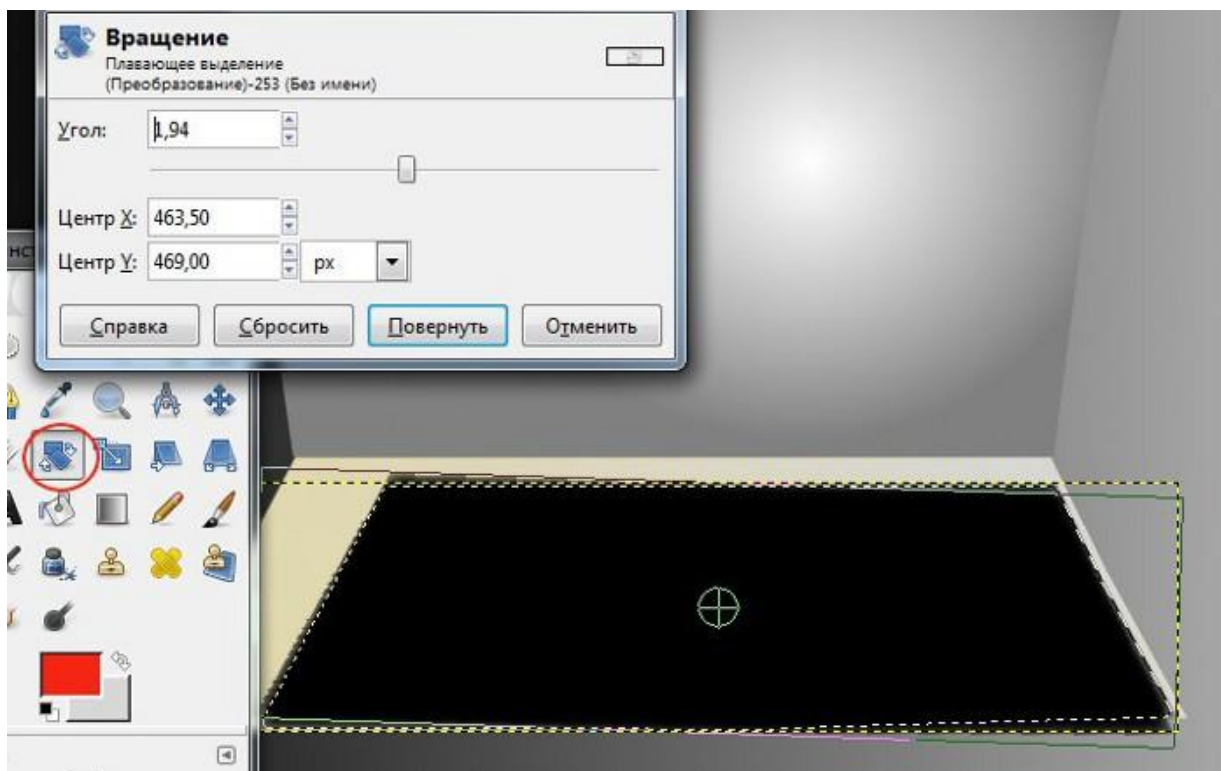 Вращение
Плавающее выделение
(Преобразование)-253 (Без имени)
Угол: 1,94
Центр X: 463,50
Центр Y: 469,00 px
Справка Сбросить Повернуть Отменить